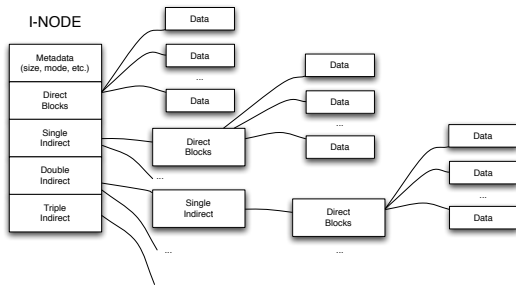 I-NODE
Metadata
(size, mode, etc.)
Direct
Blocks
Single
Indirect
Double
Indirect
Triple
Indirect
Data
Data
...
Data
Direct
Blocks
...
Data
Data
...
Data
Single
Indirect
...
Direct
Blocks
...
Data
Data
...
Data